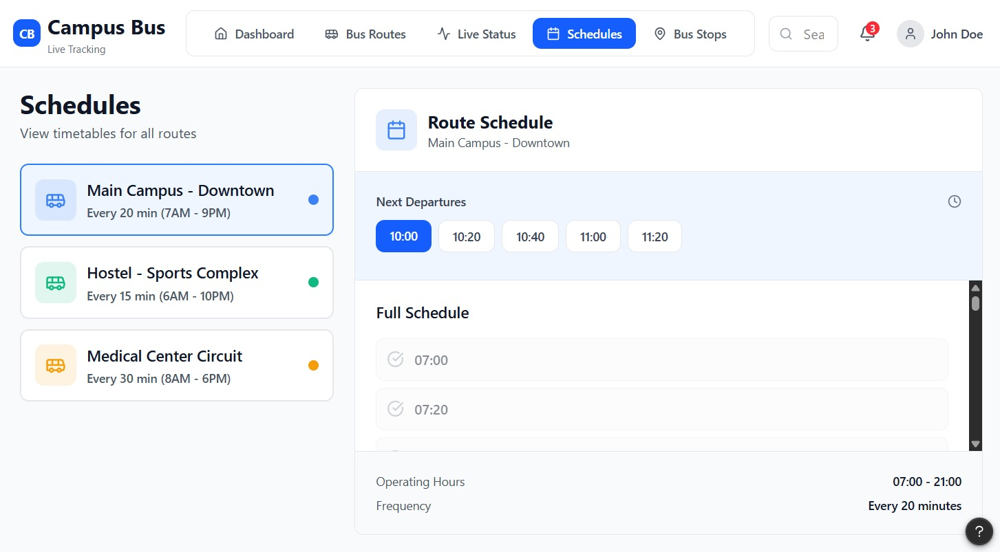 CB
Campus Bus
Live Tracking
Dashboard
Bus Routes
Live Status
Schedules
Bus Stops
Sea
3
John Doe
Schedules
View timetables for all routes
Main Campus - Downtown
Every 20 min (7AM - 9PM)
Hostel - Sports Complex
Every 15 min (6AM - 10PM)
Medical Center Circuit
Every 30 min (8AM - 6PM)
Route Schedule
Main Campus - Downtown
Next Departures
10:00
10:20
10:40
11:00
11:20
Full Schedule
07:00
07:20
Operating Hours
07:00 - 21:00
Frequency
Every 20 minutes
?